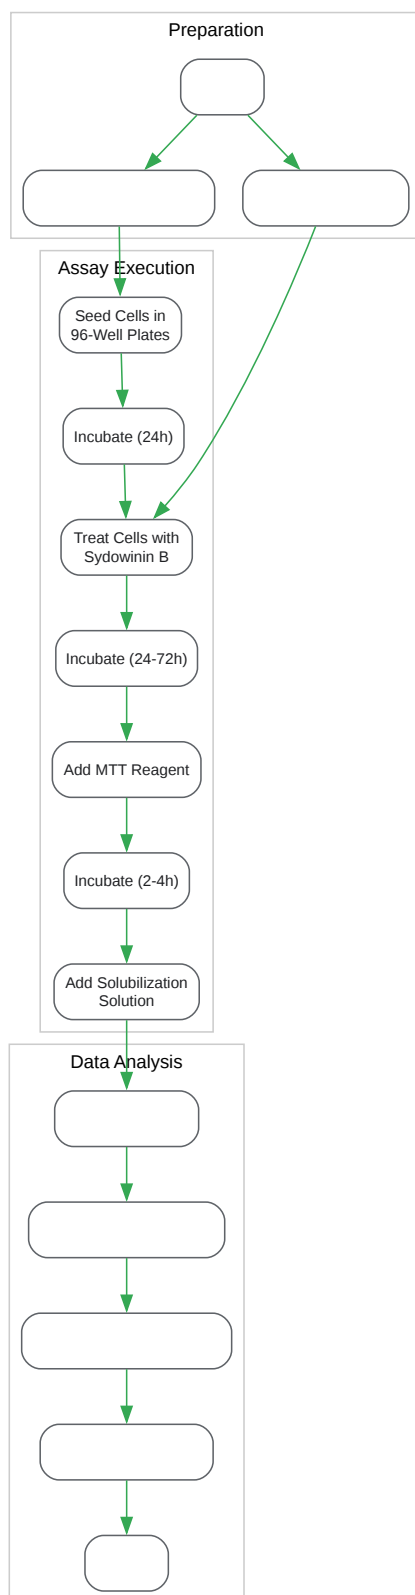 Preparation
Assay Execution
Seed Cells in
96-Well Plates
Incubate (24h)
Treat Cells with
Sydowinin B
Incubate (24-72h)
Add MTT Reagent
Incubate (2-4h)
Add Solubilization
Solution
Data Analysis